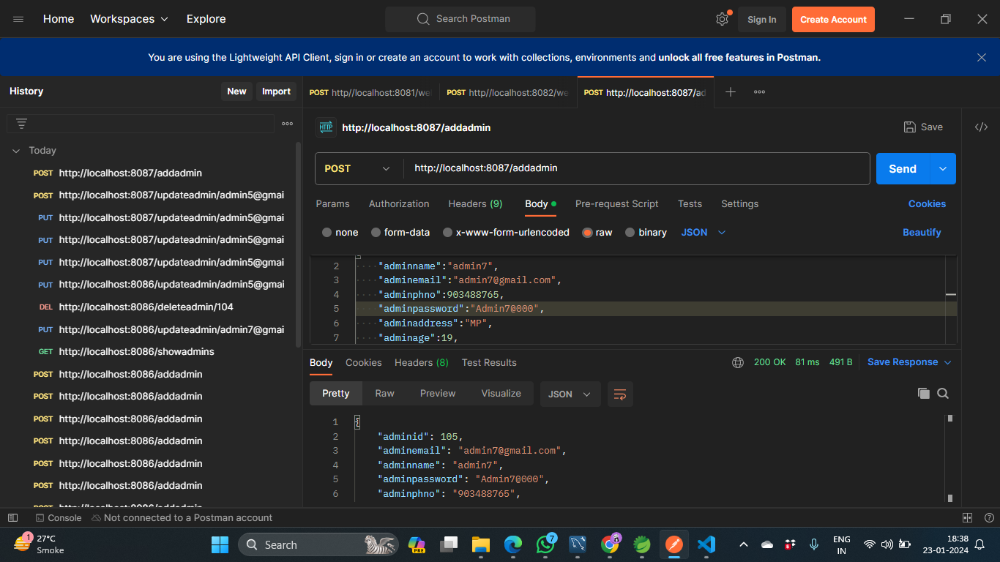 Home Workspaces Explore Search Postman Sign In Create Account
You are using the Lightweight API Client, sign in or create an account to work with collections, environments and unlock all free features in Postman.
History New Import
Today
POST http://localhost:8087/addadmin
POST http://localhost:8087/updateadmin/admin5@gmai
PUT http://localhost:8087/updateadmin/admin5@gmai
PUT http://localhost:8087/updateadmin/admin5@gmai
PUT http://localhost:8087/updateadmin/admin5@gmai
PUT http://localhost:8086/updateadmin/admin5@gmai
DEL http://localhost:8086/deleteadmin/104
PUT http://localhost:8086/updateadmin/admin7@gmai
GET http://localhost:8086/showadmins
POST http://localhost:8086/addadmin
POST http://localhost:8086/addadmin
POST http://localhost:8086/addadmin
POST http://localhost:8086/addadmin
POST http://localhost:8086/addadmin
POST http://localhost:8086/addadmin
POST http://localhost:8086/addadmin
POST http//localhost:8081/we POST http//localhost:8082/we POST http://localhost:8087/ad
HTTP http://localhost:8087/addadmin Save
POST http://localhost:8087/addadmin Send
Params Authorization Headers (9) Body Pre-request Script Tests Settings Cookies
none form-data x-www-form-urlencoded raw binary JSON Beautify
2 "adminname":"admin7",
3 "adminemail":"admin7@gmail.com",
4 "adminphno":903488765,
5 "adminpassword":"Admin7@000",
6 "adminaddress":"MP",
7 "adminage":19,
Body Cookies Headers (8) Test Results 200 OK 81 ms 491 B Save Response
Pretty Raw Preview Visualize JSON
1 {
2 "adminid": 105,
3 "adminemail": "admin7@gmail.com",
4 "adminname": "admin7",
5 "adminpassword": "Admin7@000",
6 "adminphno": "903488765",
Console Not connected to a Postman account
1 27°C
Smoke
Search
PRE
7
ENG
IN
18:38
23-01-2024